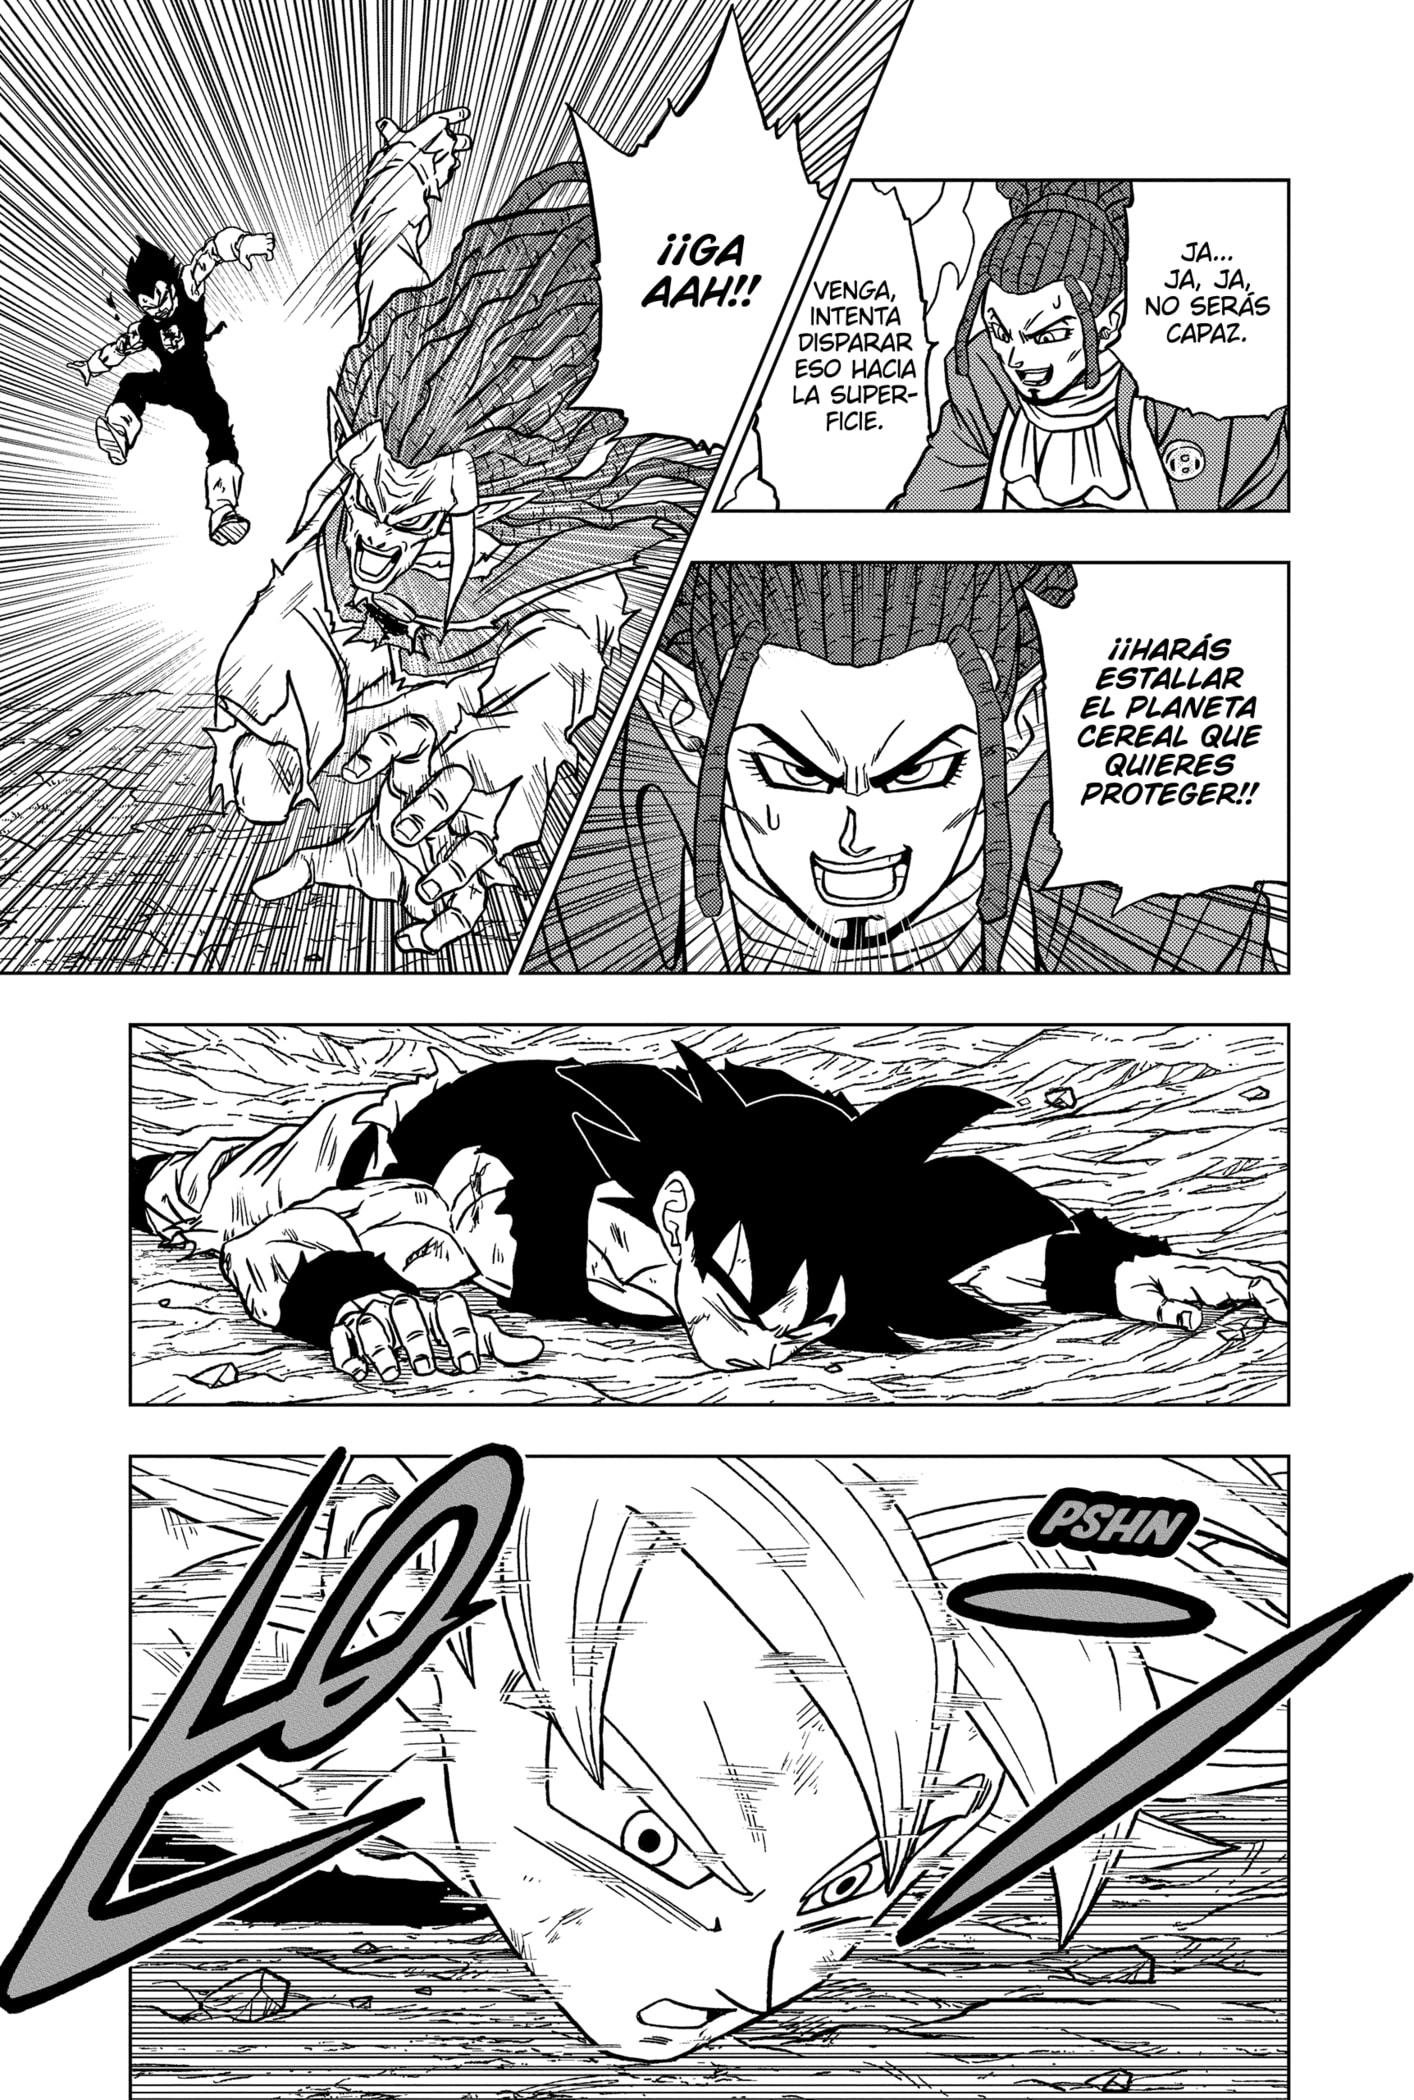 JA...
JA, JA,
NO SERÁS
CAPAZ.
VENGA,
INTENTA
DISPARAR
ESO HACIA
LA SUPER-
FICIE.
¡¡HARÁS
ESTALLAR
EL PLANETA
CEREAL QUE
QUIERES
PROTEGER!!
¡¡GA
AAH!!
PSHN